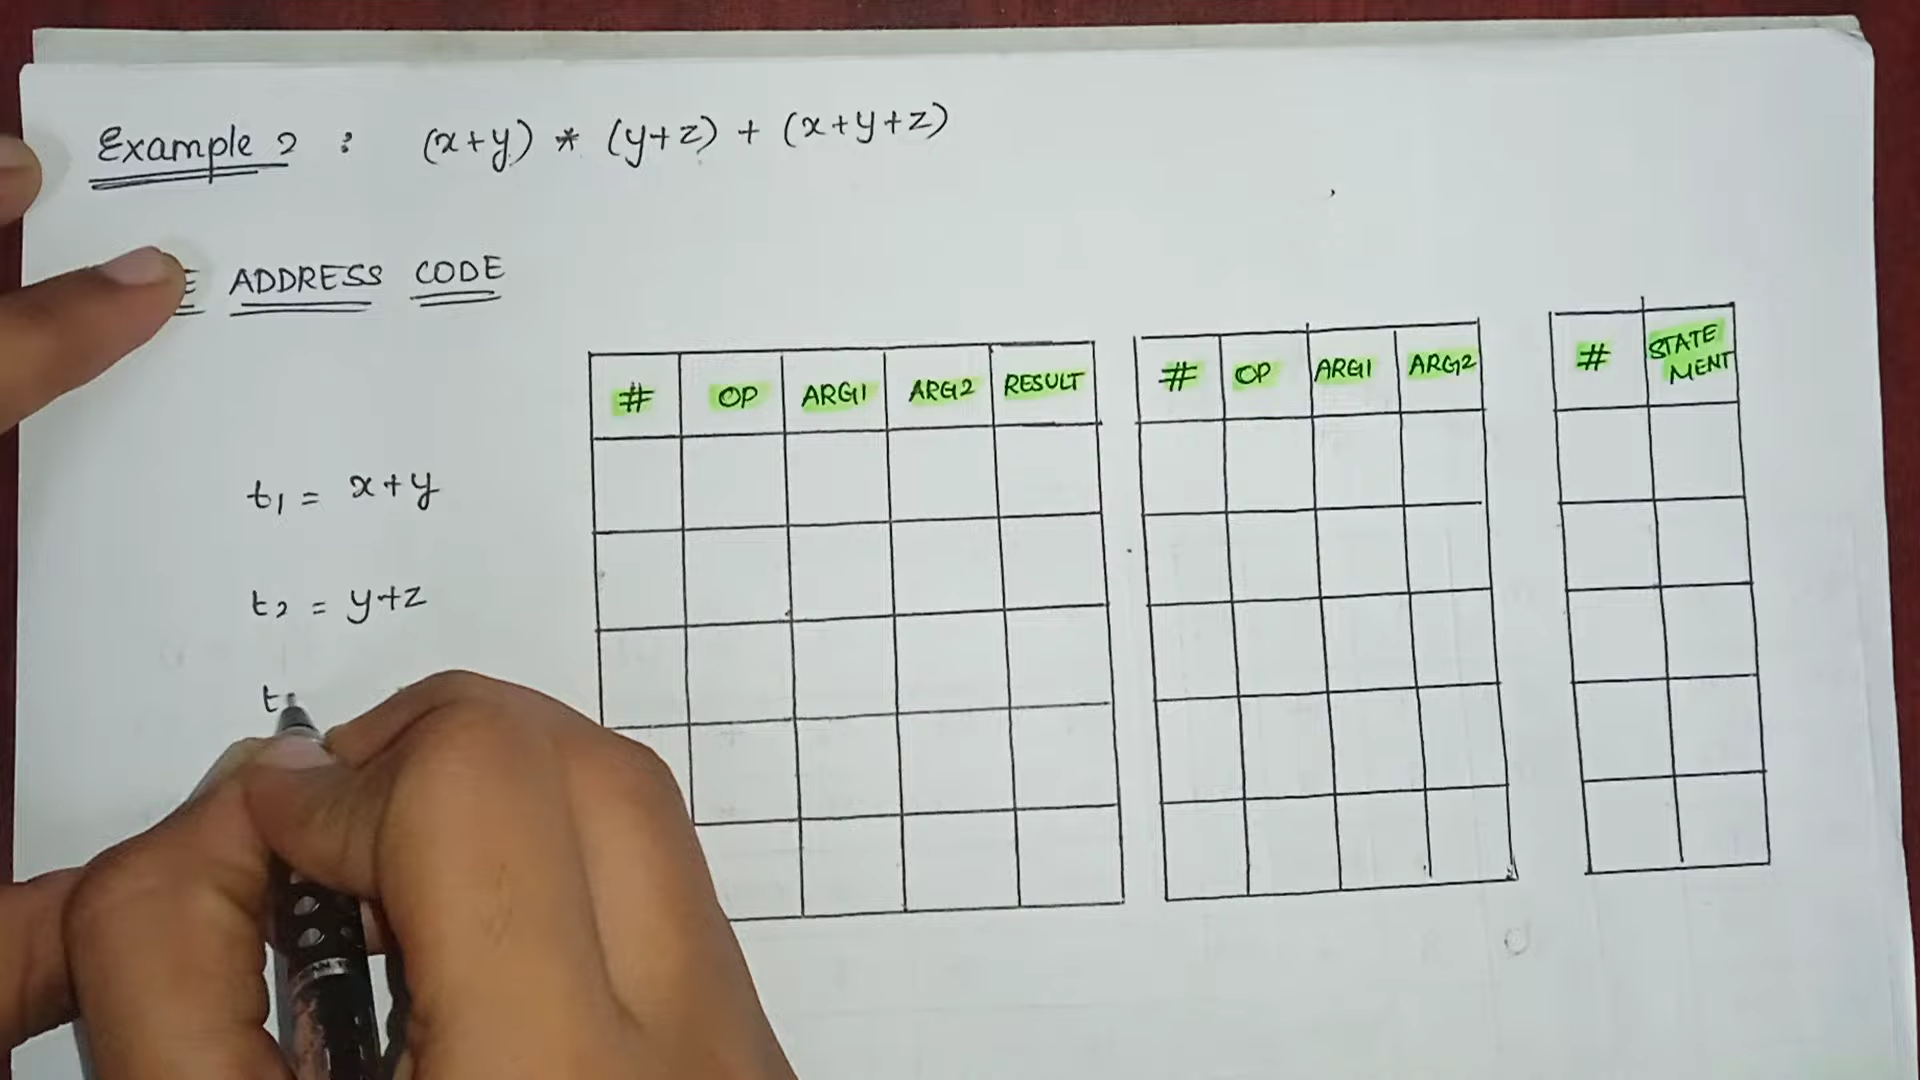 Example 2 : (x+y) * (y+z) + (x+y+z)
ADDRESS CODE
# OP ARG1 ARG2 RESULT
# OP ARG1 ARG2
# STATE
MENT
t1 = x+y
t2 = y+z
t